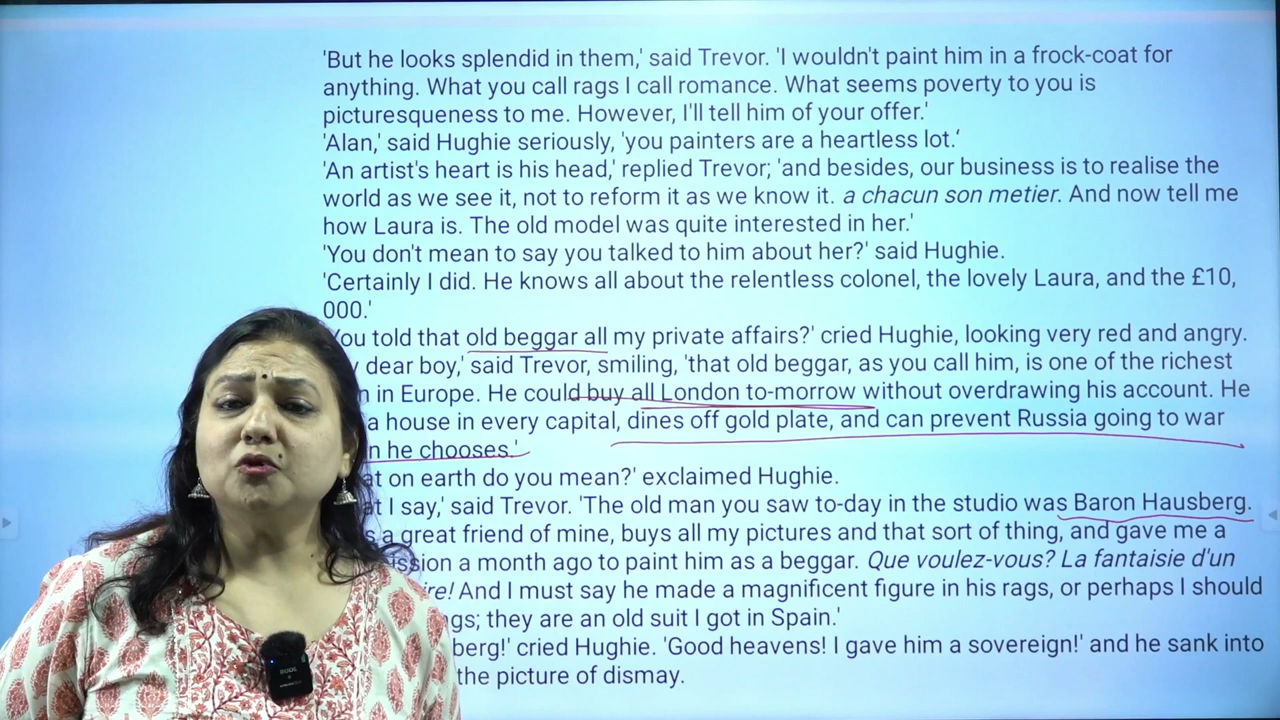 'But he looks splendid in them,' said Trevor. 'I wouldn't paint him in a frock-coat for
anything. What you call rags I call romance. What seems poverty to you is
picturesqueness to me. However, I'll tell him of your offer.'
'Alan,' said Hughie seriously, 'you painters are a heartless lot.‘
'An artist's heart is his head,' replied Trevor; 'and besides, our business is to realise the
world as we see it, not to reform it as we know it. a chacun son metier. And now tell me
how Laura is. The old model was quite interested in her.'
'You don't mean to say you talked to him about her?' said Hughie.
'Certainly I did. He knows all about the relentless colonel, the lovely Laura, and the £10,
000.'
You told that old beggar all my private affairs?' cried Hughie, looking very red and angry.
dear boy,' said Trevor, smiling, 'that old beggar, as you call him, is one of the richest
in Europe. He could buy all London to-morrow without overdrawing his account. He
a house in every capital, dines off gold plate, and can prevent Russia going to war
he chooses.'
on earth do you mean?' exclaimed Hughie.
I say,' said Trevor. 'The old man you saw to-day in the studio was Baron Hausberg.
a great friend of mine, buys all my pictures and that sort of thing, and gave me a
a month ago to paint him as a beggar. Que voulez-vous? La fantaisie d'un
And I must say he made a magnificent figure in his rags, or perhaps I should
they are an old suit I got in Spain.'
cried Hughie. 'Good heavens! I gave him a sovereign!' and he sank into
the picture of dismay.
RODE